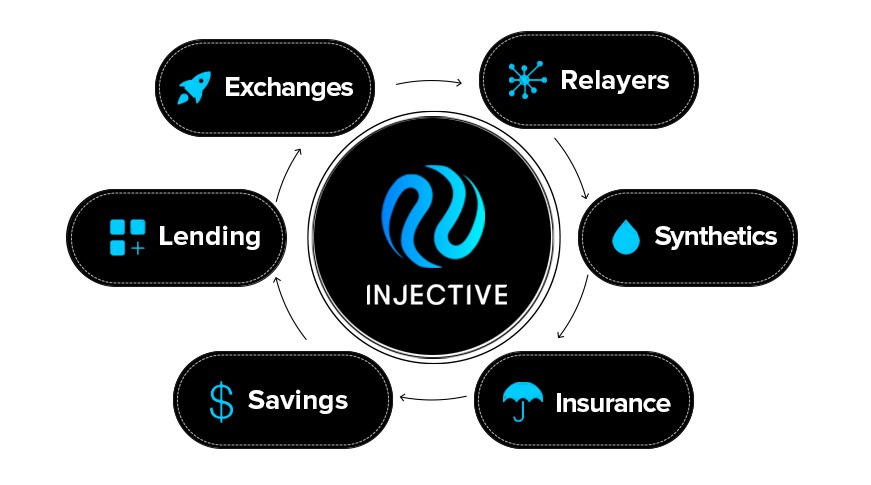 Exchanges
Relayers
Lending
Synthetics
INJECTIVE
Savings
Insurance